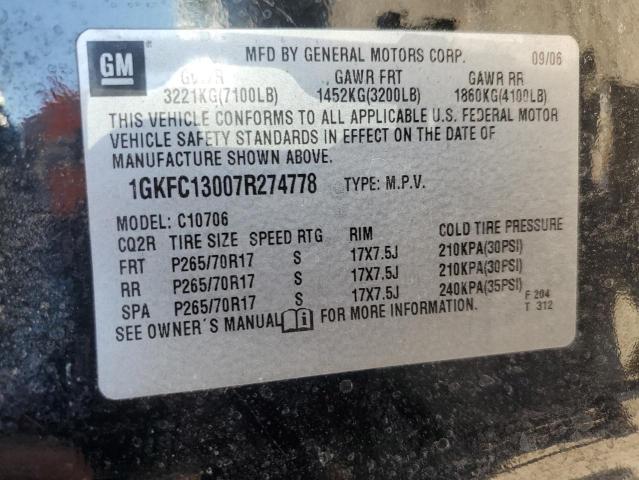 GM
MFD BY GENERAL MOTORS CORP. 09/06
GVWR GAWR FRT GAWR RR
3221KG(7100LB) 1452KG(3200LB) 1860KG(4100LB)
THIS VEHICLE CONFORMS TO ALL APPLICABLE U.S. FEDERAL MOTOR
VEHICLE SAFETY STANDARDS IN EFFECT ON THE DATE OF
MANUFACTURE SHOWN ABOVE.
1GKFC13007R274778 TYPE: M.P.V.
MODEL: C10706
CQ2R TIRE SIZE SPEED RTG RIM COLD TIRE PRESSURE
FRT P265/70R17 S 17X7.5J 210KPA(30PSI)
RR P265/70R17 S 17X7.5J 210KPA(30PSI)
SPA P265/70R17 S 17X7.5J 240KPA(35PSI)
SEE OWNER´S MANUAL i FOR MORE INFORMATION. F 204
T 312